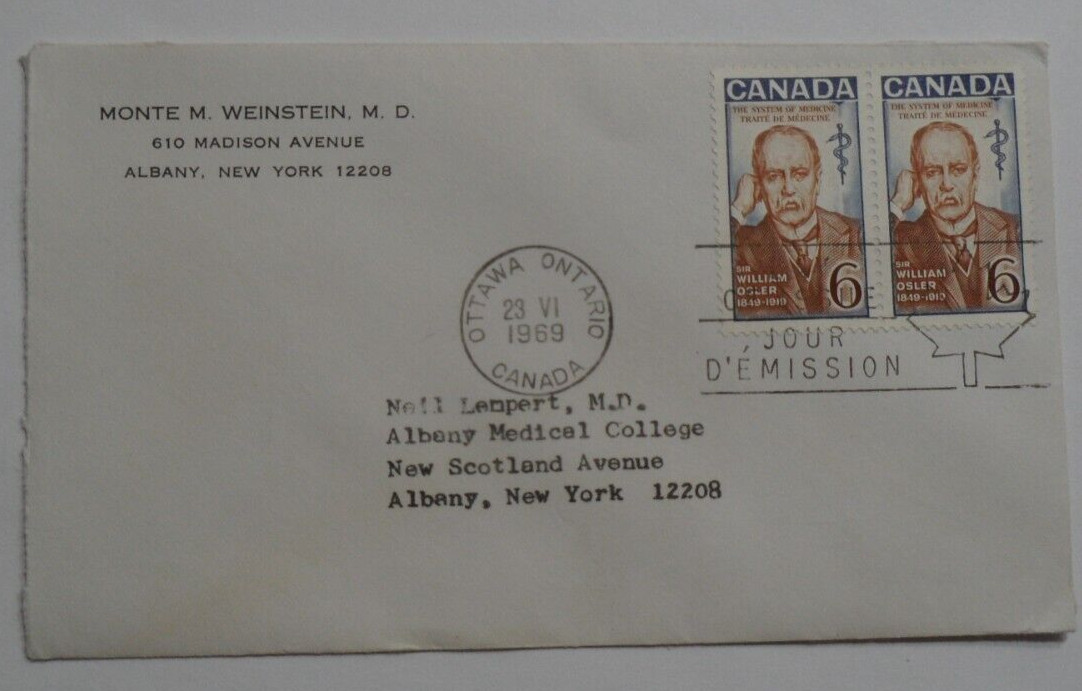 MONTE M. WEINSTEIN, M. D.
610 MADISON AVENUE
ALBANY, NEW YORK 12208
CANADA
THE SYSTEM OF MEDICINE
TRAITÉ DE MÉDECINE
SIR
WILLIAM
OSLER
1849-1919
6
CANADA
THE SYSTEM OF MEDICINE
TRAITÉ DE MÉDECINE
SIR
WILLIAM
OSLER
1849-1919
6
OTTAWA ONTARIO
23 VI
1969
CANADA
JOUR
D'ÉMISSION
Neil Lempert, M.D.
Albany Medical College
New Scotland Avenue
Albany, New York 12208